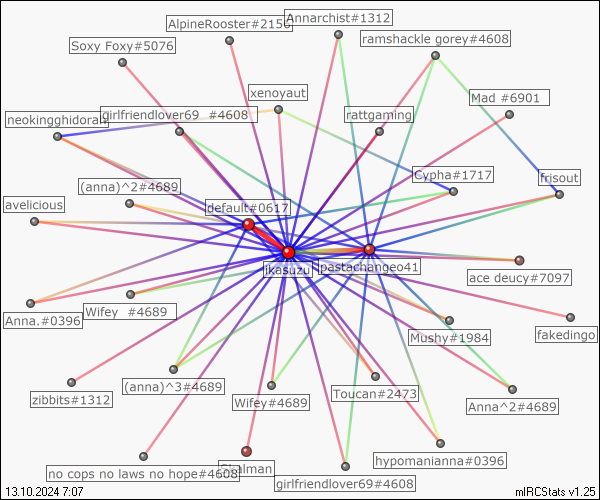 Annarchist#1312
AlpineRooster#2156
Soxy Foxy#5076
ramshackle gorey#4608
xenoyaut
Mad #6901
neokingghidorah
girlfriendlover69 #4608
rattgaming
Cypha#1717
frisout
(anna)^2#4689
avelicious
default#0617
jkasuzu
pastachangeo41
ace deucy#7097
Anna.#0396
Wifey #4689
fakedingo
Mushy#1984
zibbits#1312
(anna)^3#4689
Wifey#4689
Toucan#2473
Anna^2#4689
no cops no laws no hope#4608
hypomanianna#0396
girlfriendlover69#4608
13.10.2024 7:07
mIRCStats v1.25